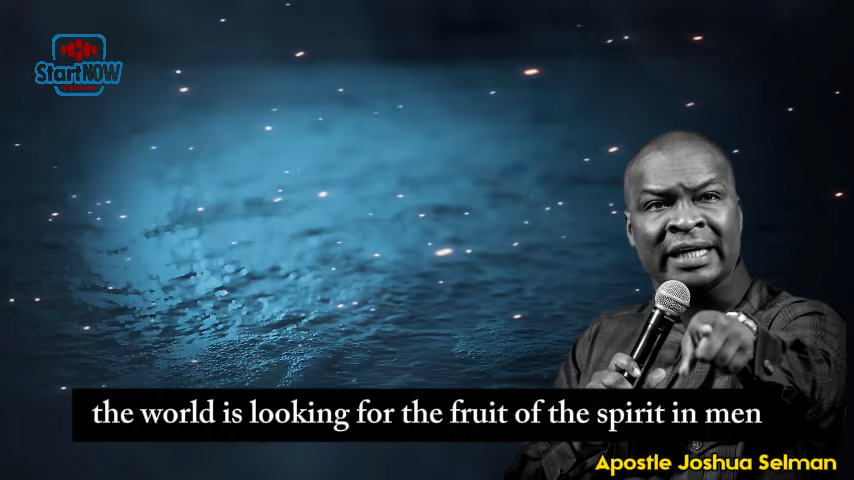 StartNOW
the world is looking for the fruit of the spirit in men
Apostle Joshua Selman